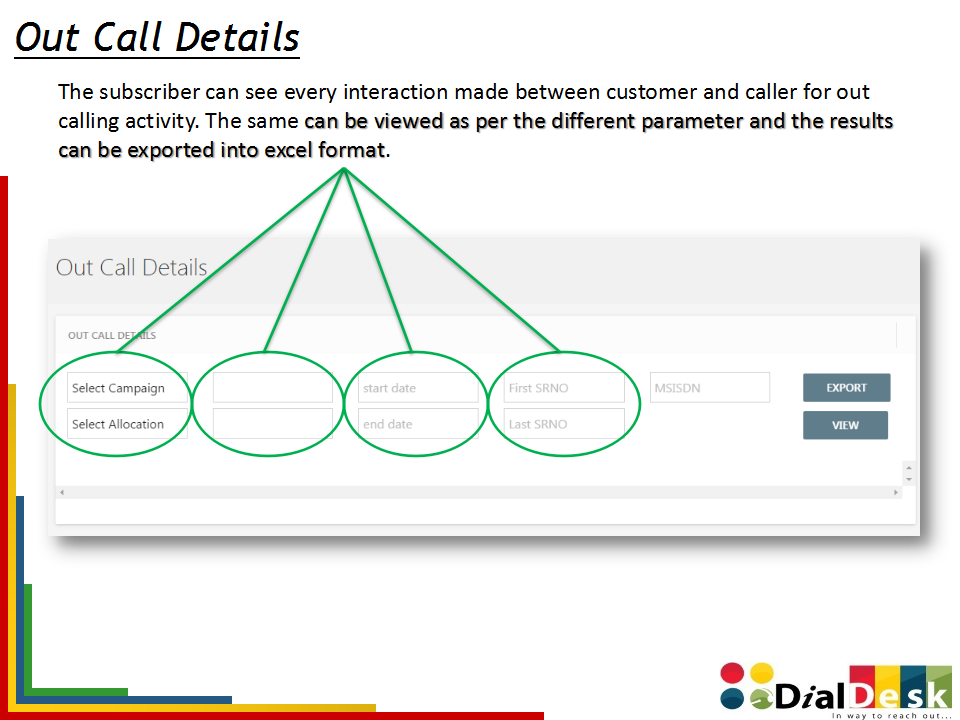 Out Call Details
The subscriber can see every interaction made between customer and caller for out
calling activity. The same can be viewed as per the different parameter and the results
can be exported into excel format.
Out Call Details
OUT CALL DETAILS
Select Campaign
start date
First SRNO
MSISDN
EXPORT
Select Allocation
end date
Last SRNO
VIEW
DialDesk
In way to reach out...